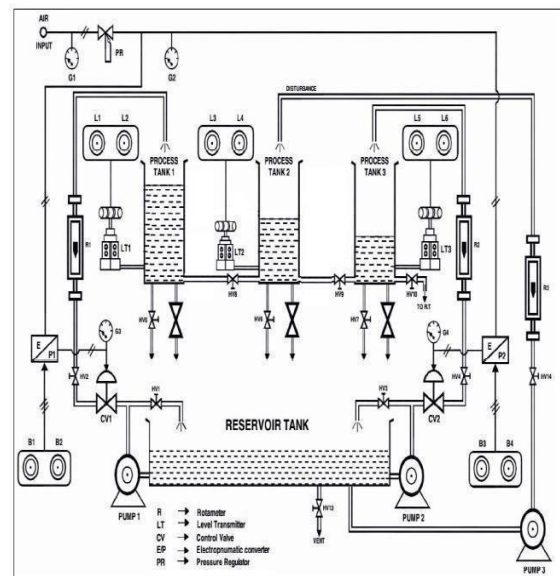 AIR
INPUT
PR
G1
G2
DISTURBANCE
L1 L2
L3 L4
L5 L6
PROCESS
TANK 1
PROCESS
TANK 2
PROCESS
TANK 3
R1
LT1
LT2
LT3
R2
R3
HV9
HV10
TO R.T
HV5
HV6
HV7
G3
G4
E
P1
E
P2
HV2
HV1
HV3
HV4
HV14
CV1
CV2
RESERVOIR TANK
B1 B2
B3 B4
PUMP 1
PUMP 2
HV13
VENT
PUMP 3
R → Rotameter
LT → Level Transmitter
CV → Control Valve
E/P → Electropnumatic converter
PR → Pressure Regulator